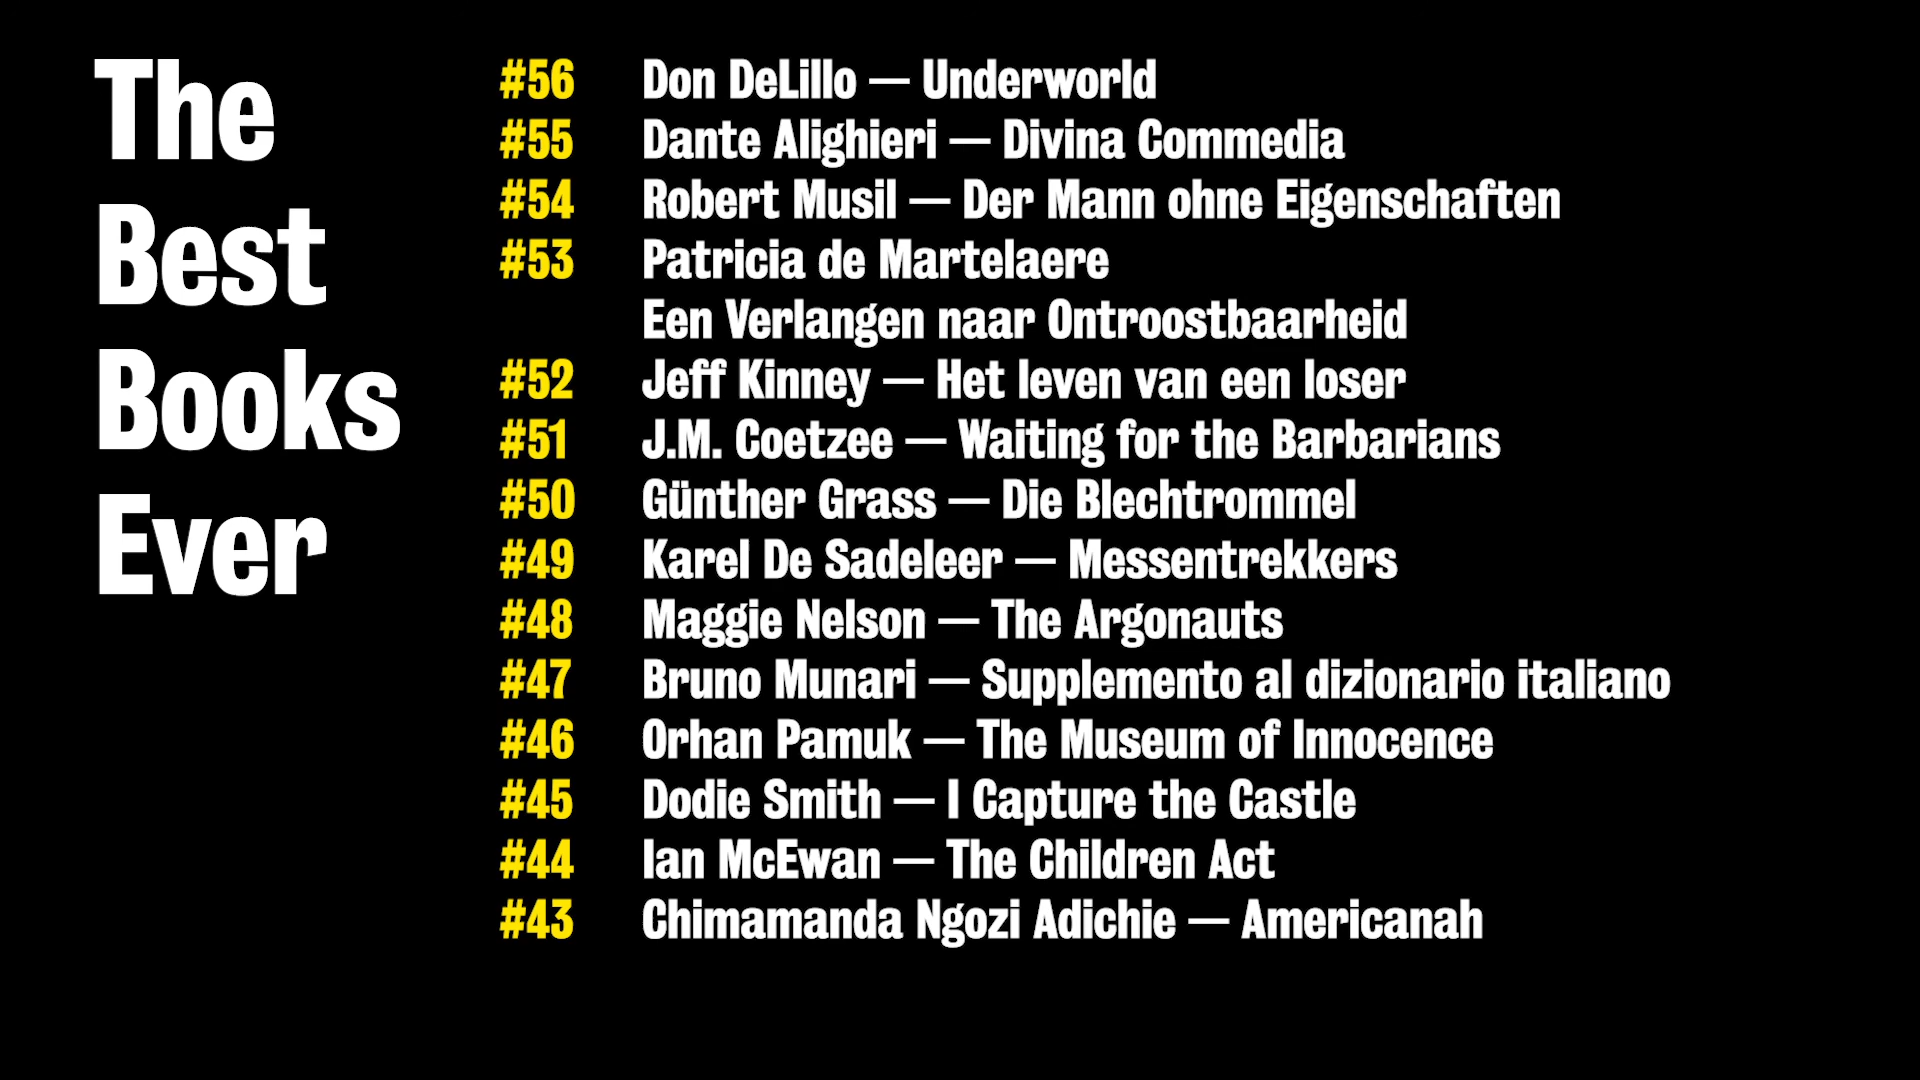 The
Best
Books
Ever
#56 Don DeLillo — Underworld
#55 Dante Alighieri — Divina Commedia
#54 Robert Musil — Der Mann ohne Eigenschaften
#53 Patricia de Martelaere
Een Verlangen naar Ontroostbaarheid
#52 Jeff Kinney — Het leven van een loser
#51 J.M. Coetzee — Waiting for the Barbarians
#50 Günther Grass — Die Blechtrommel
#49 Karel De Sadeleer — Messentrekkers
#48 Maggie Nelson — The Argonauts
#47 Bruno Munari — Supplemento al dizionario italiano
#46 Orhan Pamuk — The Museum of Innocence
#45 Dodie Smith — I Capture the Castle
#44 Ian McEwan — The Children Act
#43 Chimamanda Ngozi Adichie — Americanah